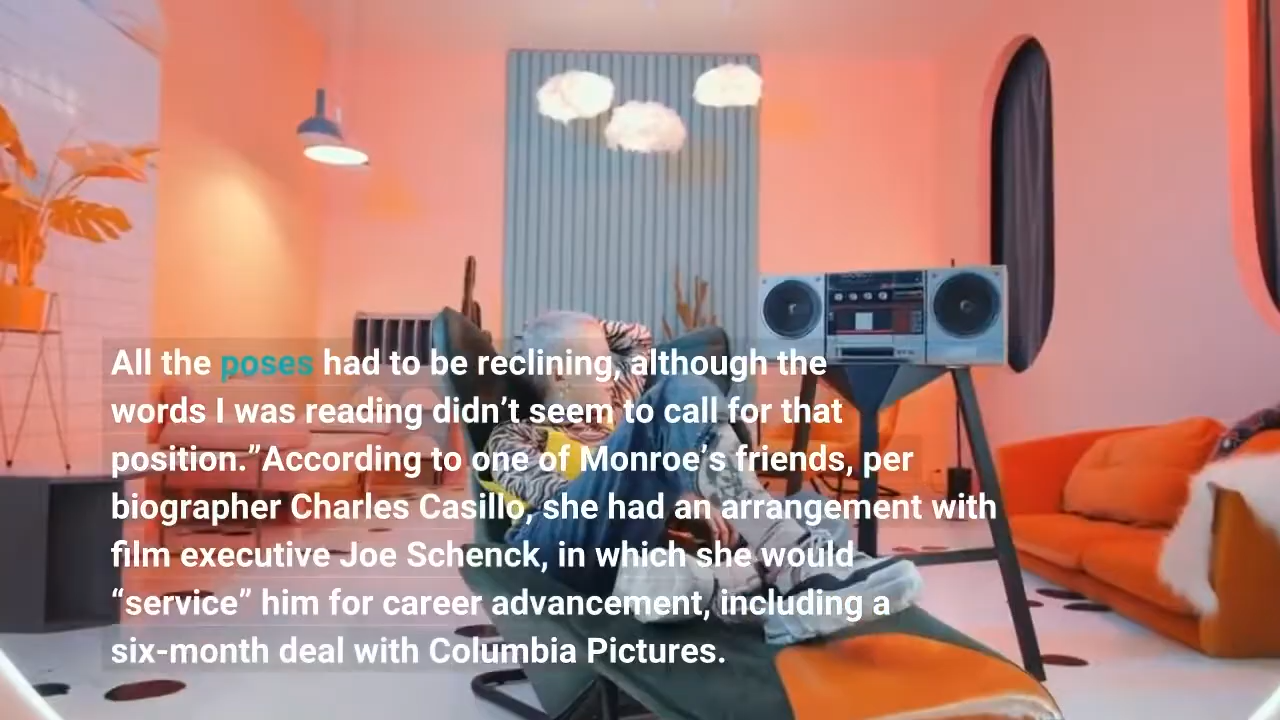 All the poses had to be reclining, although the
words I was reading didn’t seem to call for that
position.”According to one of Monroe’s friends, per
biographer Charles Casillo, she had an arrangement with
film executive Joe Schenck, in which she would
“service” him for career advancement, including a
six-month deal with Columbia Pictures.